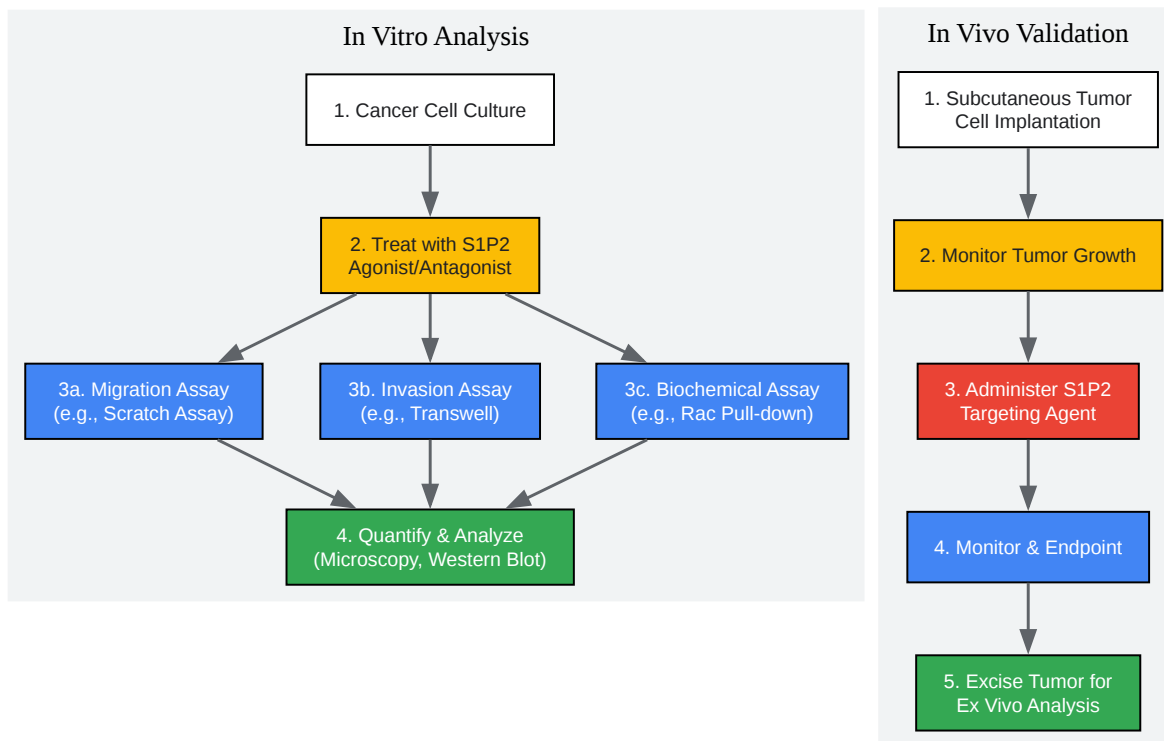 In Vitro Analysis
1. Cancer Cell Culture
2. Treat with S1P2
Agonist/Antagonist
3a. Migration Assay
(e.g., Scratch Assay)
3b. Invasion Assay
(e.g., Transwell)
3c. Biochemical Assay
(e.g., Rac Pull-down)
4. Quantify & Analyze
(Microscopy, Western Blot)
In Vivo Validation
1. Subcutaneous Tumor
Cell Implantation
2. Monitor Tumor Growth
3. Administer S1P2
Targeting Agent
4. Monitor & Endpoint
5. Excise Tumor for
Ex Vivo Analysis